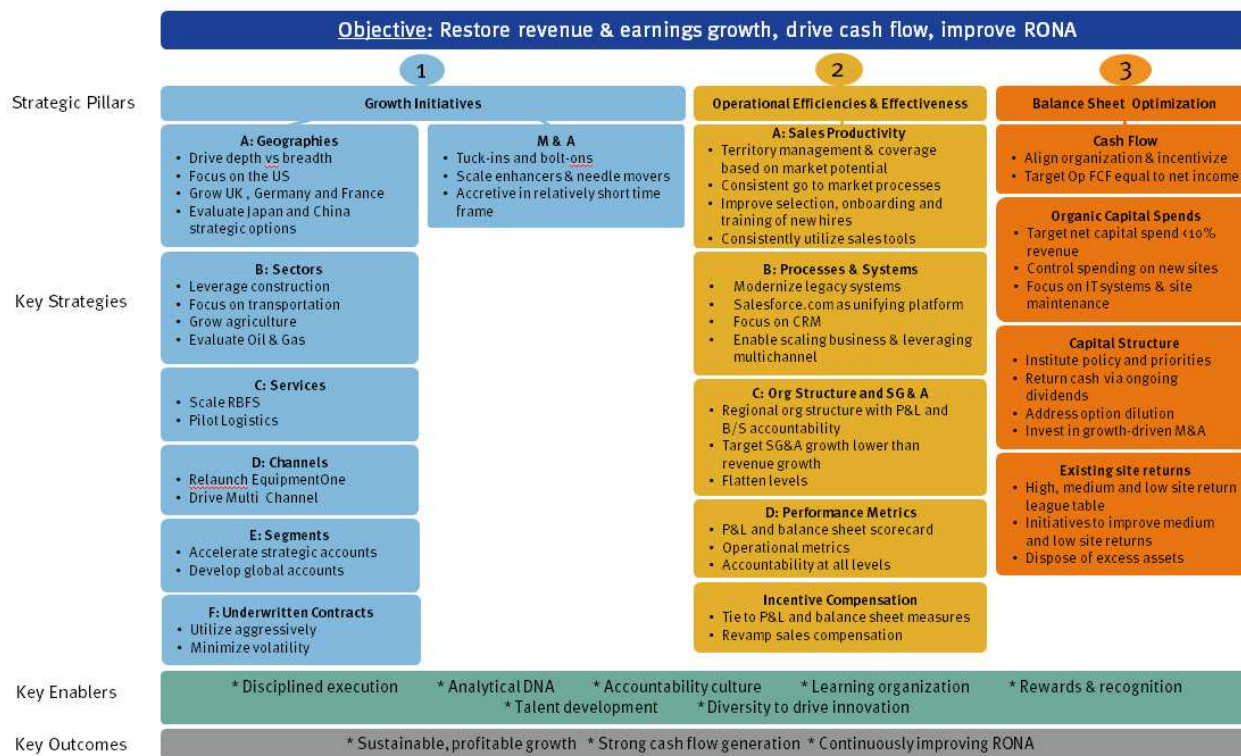 Objective: Restore revenue & earnings growth, drive cash flow, improve RONA
1
2
3
Strategic Pillars
Growth Initiatives
Operational Efficiencies & Effectiveness
Balance Sheet Optimization
Key Strategies
A: Geographies
• Drive depth vs breadth
• Focus on the US
• Grow UK , Germany and France
• Evaluate Japan and China
strategic options
B: Sectors
• Leverage construction
• Focus on transportation
• Grow agriculture
• Evaluate Oil & Gas
C: Services
• Scale RBFS
• Pilot Logistics
D: Channels
• Relaunch EquipmentOne
• Drive Multi Channel
E: Segments
• Accelerate strategic accounts
• Develop global accounts
F: Underwritten Contracts
• Utilize aggressively
• Minimize volatility
M & A
• Tuck-ins and bolt-ons
• Scale enhancers & needle movers
• Accretive in relatively short time
frame
A: Sales Productivity
• Territory management & coverage
based on market potential
• Consistent go to market processes
• Improve selection, onboarding and
training of new hires
• Consistently utilize sales tools
B: Processes & Systems
• Modernize legacy systems
• Salesforce.com as unifying platform
• Focus on CRM
• Enable scaling business & leveraging
multichannel
C: Org Structure and SG & A
• Regional org structure with P&L and
B/S accountability
• Target SG&A growth lower than
revenue growth
• Flatten levels
D: Performance Metrics
• P&L and balance sheet scorecard
• Operational metrics
• Accountability at all levels
Incentive Compensation
• Tie to P&L and balance sheet measures
• Revamp sales compensation
Cash Flow
• Align organization & incentivize
• Target Op FCF equal to net income
Organic Capital Spends
• Target net capital spend <10%
revenue
• Control spending on new sites
• Focus on IT systems & site
maintenance
Capital Structure
• Institute policy and priorities
• Return cash via ongoing
dividends
• Address option dilution
• Invest in growth-driven M&A
Existing site returns
• High, medium and low site return
league table
• Initiatives to improve medium
and low site returns
• Dispose of excess assets
Key Enablers
* Disciplined execution * Analytical DNA * Accountability culture * Learning organization * Rewards & recognition
* Talent development * Diversity to drive innovation
Key Outcomes
* Sustainable, profitable growth * Strong cash flow generation * Continuously improving RONA